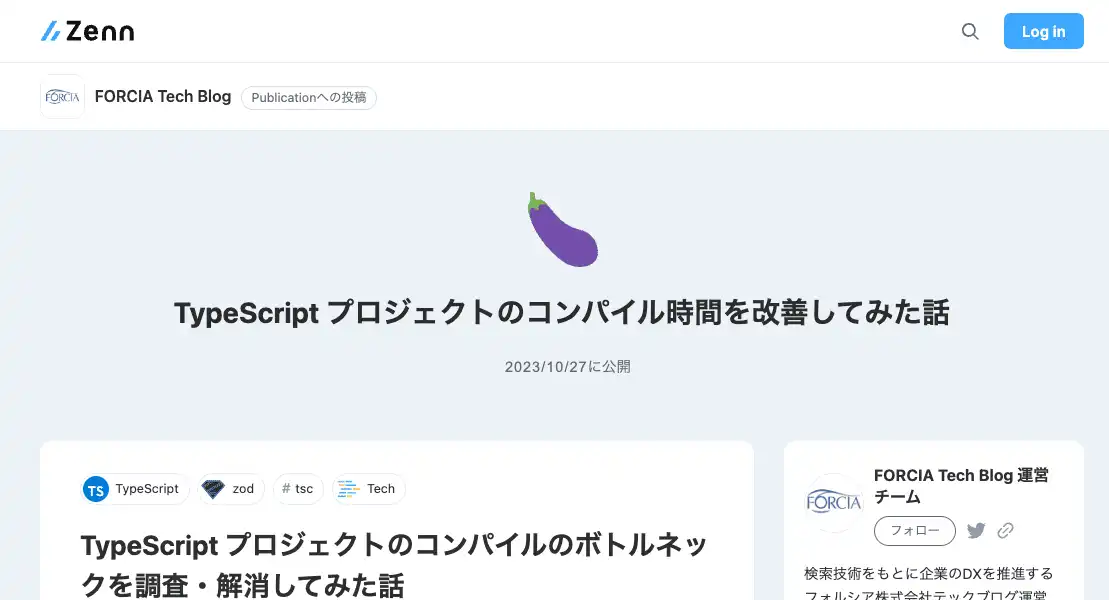 Zenn
Log in
FORCIA
FORCIA Tech Blog
Publicationへの投稿
TypeScript プロジェクトのコンパイル時間を改善してみた話
2023/10/27に公開
TS
TypeScript
zod
# tsc
Tech
TypeScript プロジェクトのコンパイルのボトルネッ
クを調査・解消してみた話
FORCIA
FORCIA Tech Blog 運営
チーム
フォロー
検索技術をもとに企業のDXを推進する
フォルシア株式会社テックブログ運営